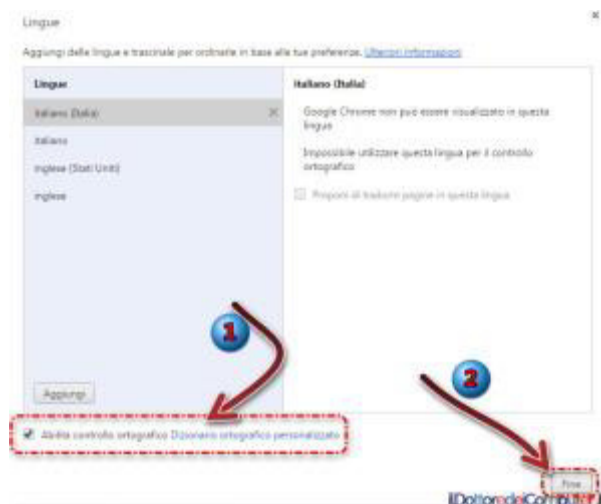 Lingue
Aggiungi delle lingue e trascinale per ordinarle in base alle tue preferenze. Ulteriori informazioni
Lingue
Italiano (Italia)
italiano
inglese (Stati Uniti)
inglese
Aggiungi
Italiano (Italia)
Google Chrome non può essere visualizzato in questa
lingua
Impossibile utilizzare questa lingua per il controllo
ortografico
Proponi di tradurre pagine in questa lingua
1
2
Abilita controllo ortografico Dizionario ortografico personalizzato
Fine
ilDottoredeiComputer